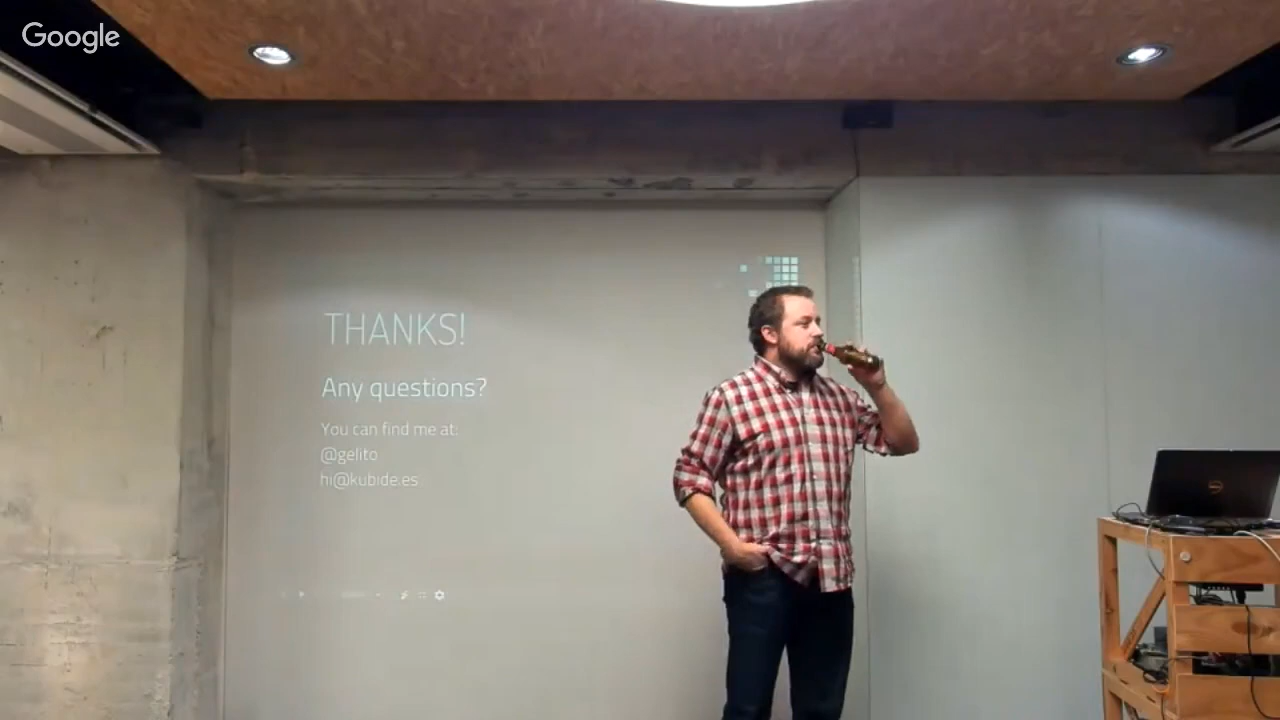 Google
THANKS!
Any questions?
You can find me at:
@gelito
hi@kubide.es